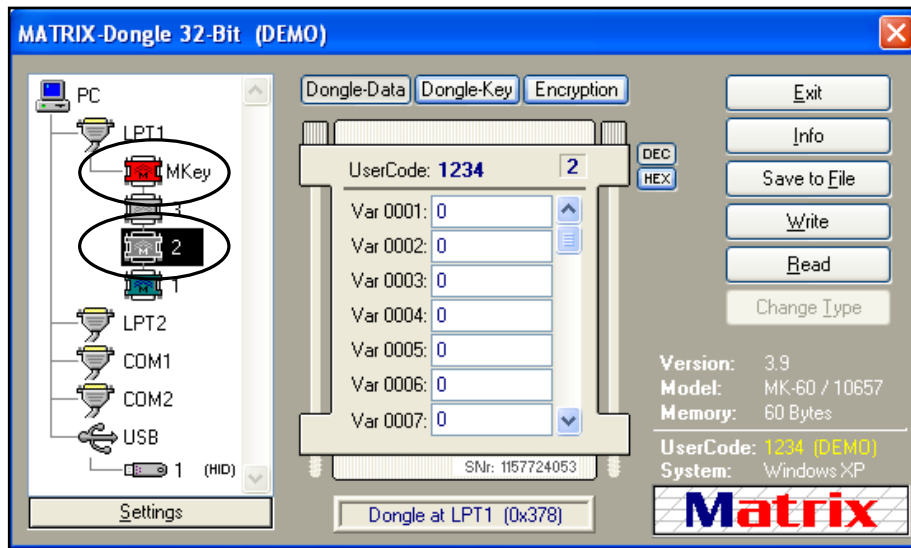 MATRIX-Dongle 32-Bit (DEMO)
PC
LPT1
MKey
3
2
1
LPT2
COM1
COM2
USB
1 (HID)
Settings
Dongle-Data Dongle-Key Encryption
UserCode: 1234 2
DEC
HEX
Var 0001: 0
Var 0002: 0
Var 0003: 0
Var 0004: 0
Var 0005: 0
Var 0006: 0
Var 0007: 0
SNr: 1157724053
Dongle at LPT1 (0x378)
Exit
Info
Save to File
Write
Read
Change Type
Version: 3.9
Model: MK-60 / 10657
Memory: 60 Bytes
UserCode: 1234 (DEMO)
System: Windows XP
Matrix